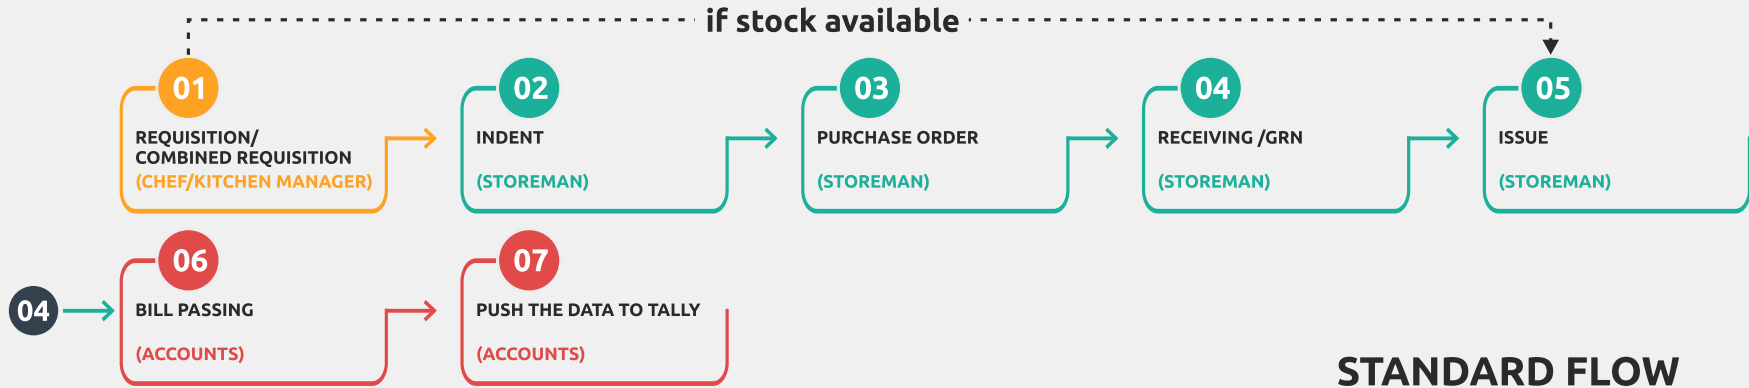 if stock available
01
REQUISITION/
COMBINED REQUISITION
(CHEF/KITCHEN MANAGER)
02
INDENT
(STOREMAN)
03
PURCHASE ORDER
(STOREMAN)
04
RECEIVING /GRN
(STOREMAN)
05
ISSUE
(STOREMAN)
04
06
BILL PASSING
(ACCOUNTS)
07
PUSH THE DATA TO TALLY
(ACCOUNTS)
STANDARD FLOW